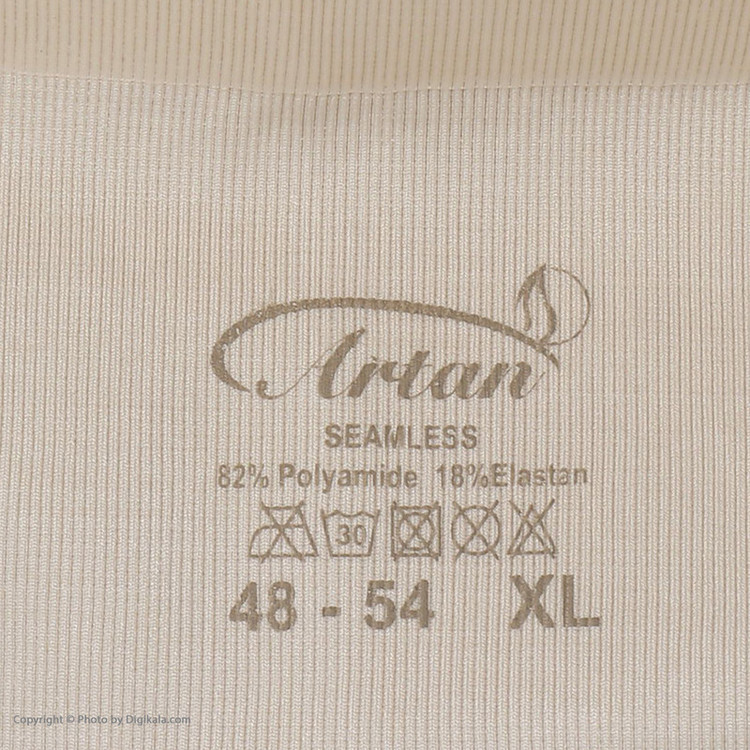 Artan
SEAMLESS
82% Polyamide 18%Elastan
30
48 - 54 XL
Copyright © Photo by Digikala.com